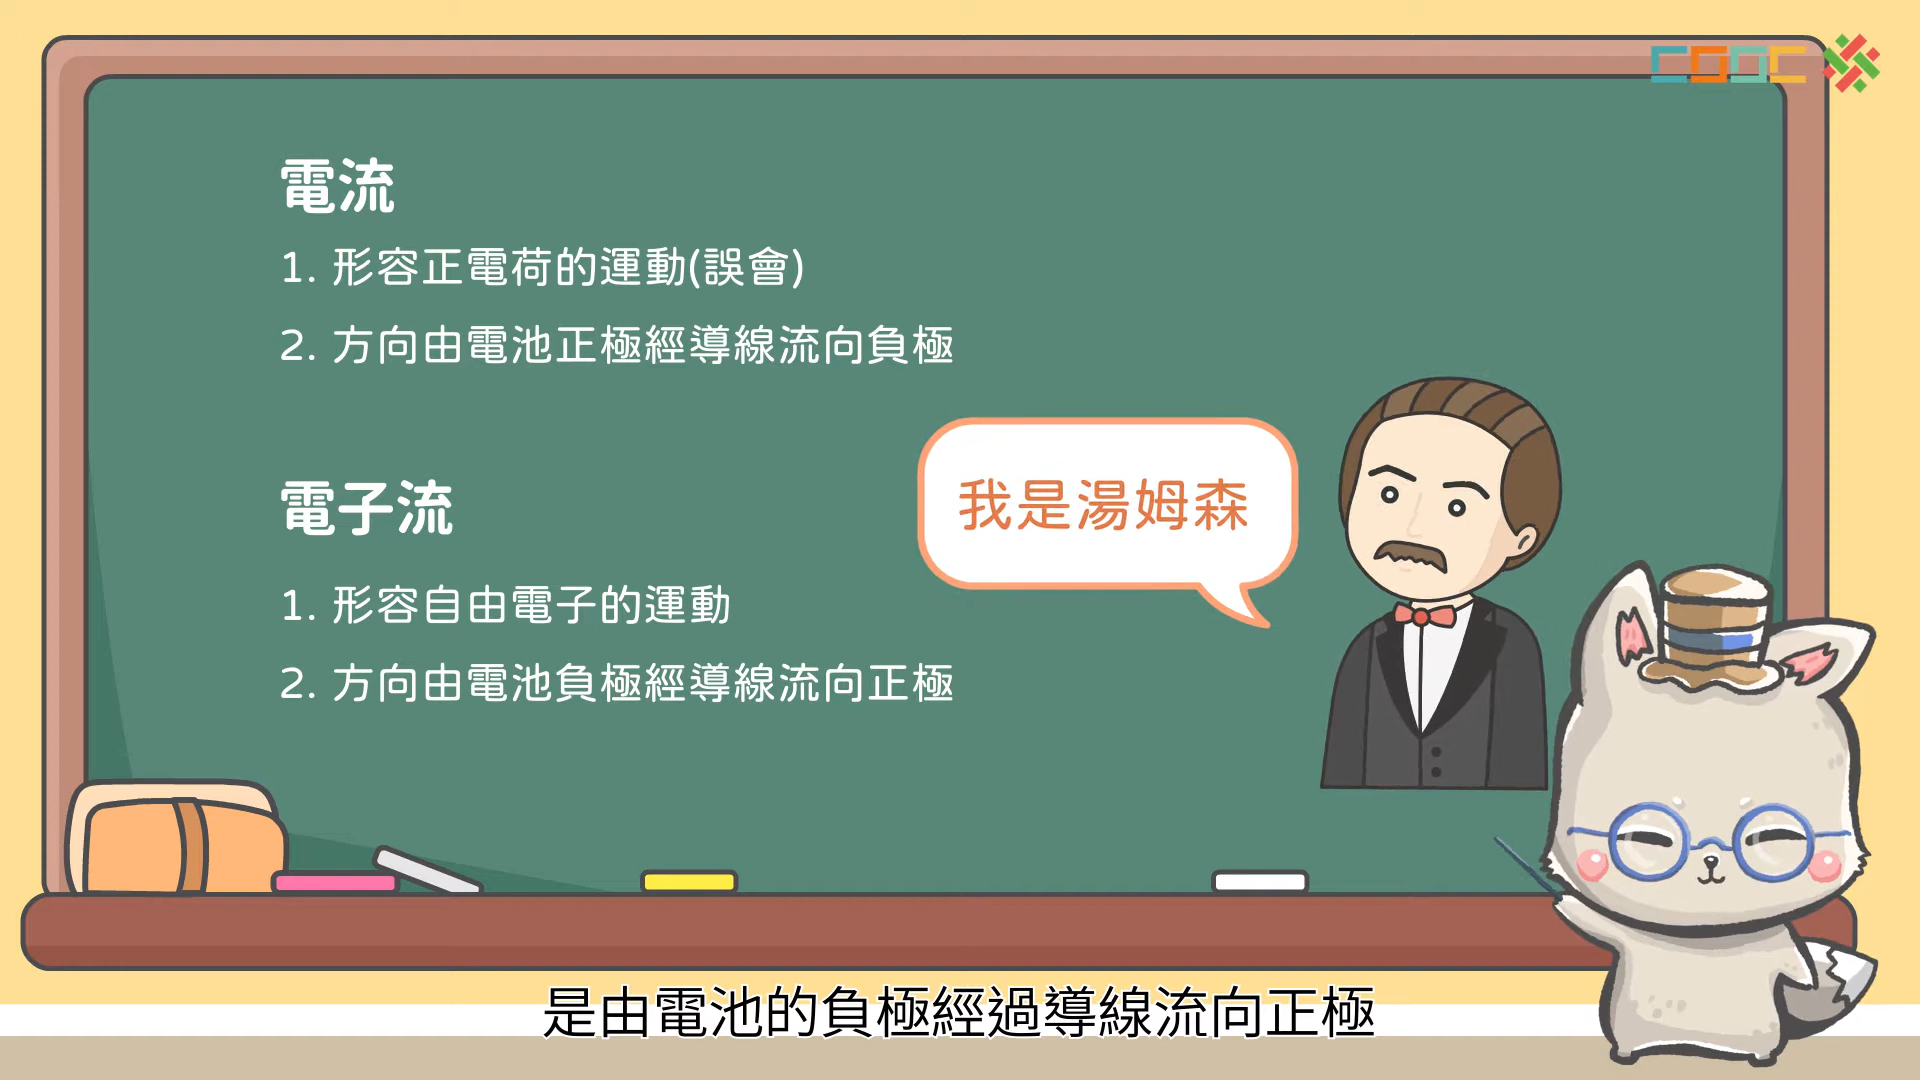 COOC
電流
1. 形容正電荷的運動(誤會)
2. 方向由電池正極經導線流向負極
我是湯姆森
電子流
1. 形容自由電子的運動
2. 方向由電池負極經導線流向正極
是由電池的負極經過導線流向正極